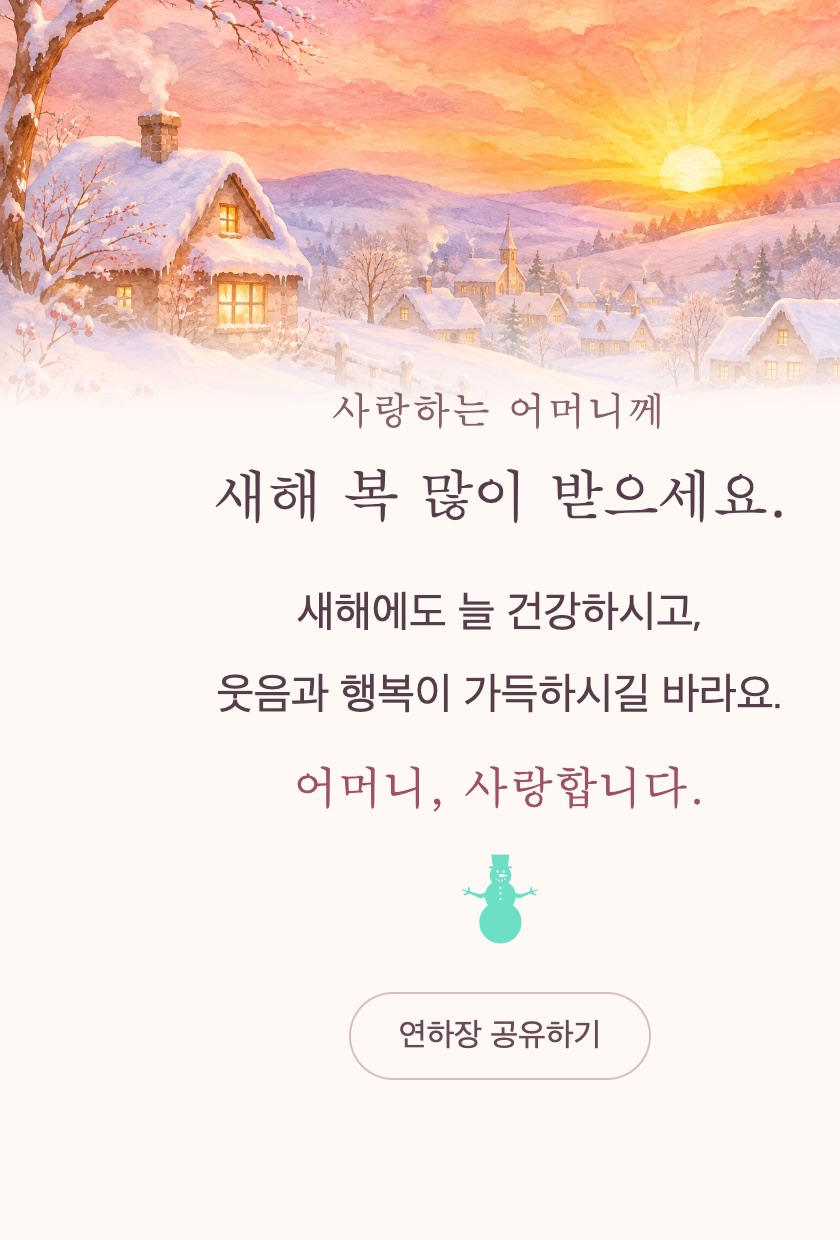 사랑하는 어머니께
새해 복 많이 받으세요.
새해에도 늘 건강하시고,
웃음과 행복이 가득하시길 바라요.
어머니, 사랑합니다.
연하장 공유하기